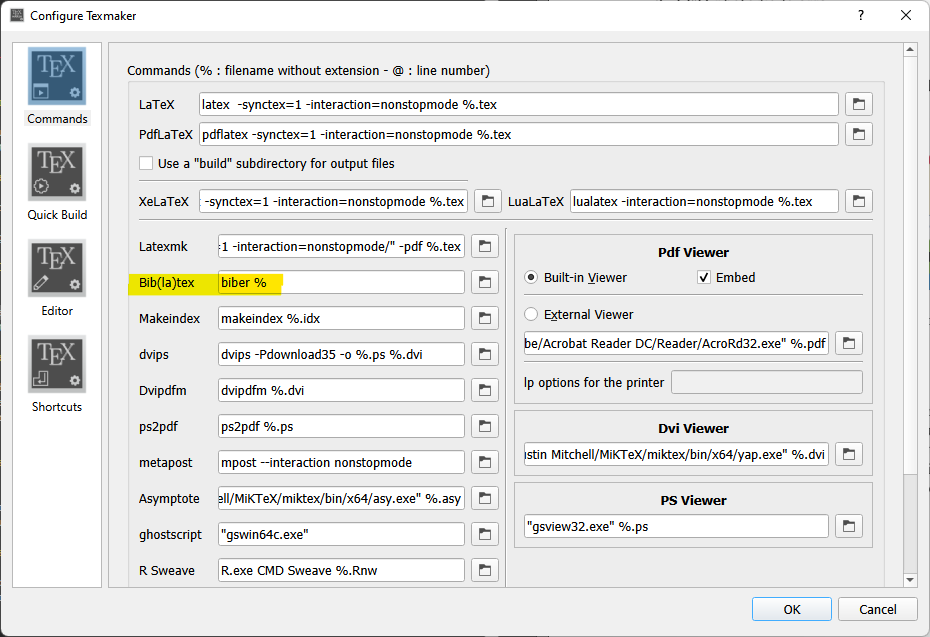 Configure Texmaker
?
Commands (% : filename without extension - @ : line number)
LaTeX latex -synctex=1 -interaction=nonstopmode %.tex
PdfLaTeX pdflatex -synctex=1 -interaction=nonstopmode %.tex
Use a "build" subdirectory for output files
XeLaTeX -synctex=1 -interaction=nonstopmode %.tex LuaLaTeX lualatex -interaction=nonstopmode %.tex
Latexmk =1 -interaction=nonstopmode/" -pdf %.tex
Bib(la)tex biber %
Makeindex makeindex %.idx
dvips dvips -Pdownload35 -o %.ps %.dvi
Dvipdfm dvipdfm %.dvi
ps2pdf ps2pdf %.ps
metapost mpost --interaction nonstopmode
Asymptote ell/MiKTeX/miktex/bin/x64/asy.exe" %.asy
ghostscript "gswin64c.exe"
R Sweave R.exe CMD Sweave %.Rnw
Pdf Viewer
Built-in Viewer Embed
External Viewer
be/Acrobat Reader DC/Reader/AcroRd32.exe" %.pdf
lp options for the printer
Dvi Viewer
ustin Mitchell/MiKTeX/miktex/bin/x64/yap.exe" %.dvi
PS Viewer
"gsview32.exe" %.ps
TEX
Commands
TEX
Quick Build
TEX
Editor
TEX
Shortcuts
OK Cancel